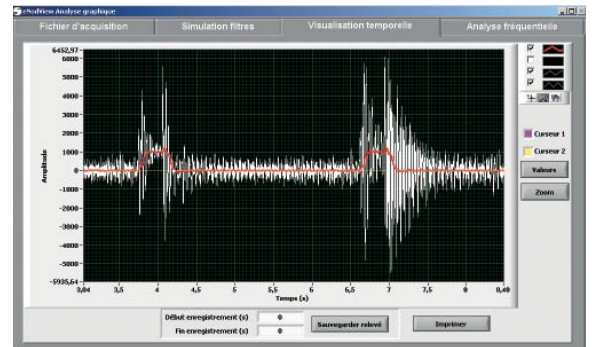 eNodView Analyse graphique
Fichier d'acquisition Simulation filtres Visualisation temporelle Analyse fréquentielle
6452,97
6000
5000
4000
3000
2000
1000
0
-1000
-2000
-3000
-4000
-5000
-5935,64
Amplitude
3,04 3,5 4 4,5 5 5,5 6 6,5 7 7,5 8 8,48
Temps (s)
Curseur 1
Curseur 2
Valeurs
Zoom
Début enregistrement (s) 0
Fin enregistrement (s) 0
Sauvegarder relevé
Imprimer